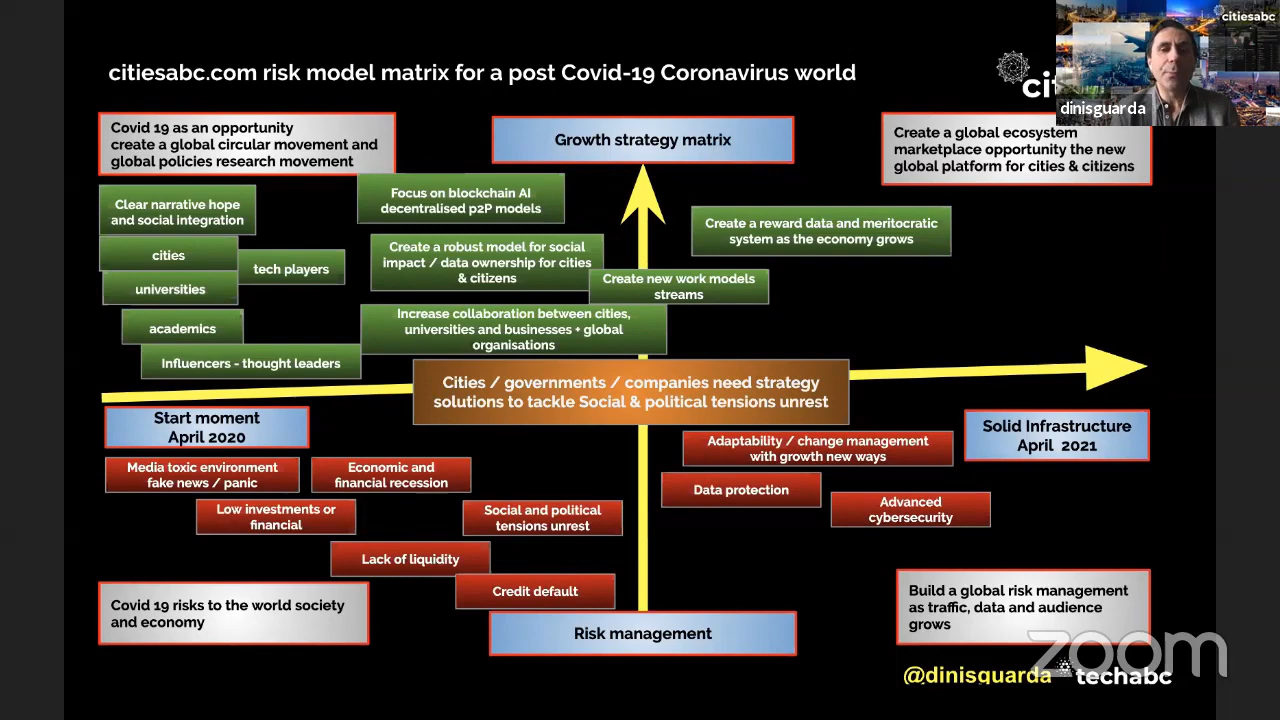 citiesabc
citiesabc.com risk model matrix for a post Covid-19 Coronavirus world
dinisguarda
Covid 19 as an opportunity
create a global circular movement and
global policies research movement
Growth strategy matrix
Create a global ecosystem
marketplace opportunity the new
global platform for cities & citizens
Clear narrative hope
and social integration
Focus on blockchain AI
decentralised p2P models
Create a reward data and meritocratic
system as the economy grows
cities
tech players
Create a robust model for social
impact / data ownership for cities
& citizens
Create new work models
streams
universities
academics
Increase collaboration between cities,
universities and businesses + global
organisations
Influencers - thought leaders
Cities / governments / companies need strategy
solutions to tackle Social & political tensions unrest
Start moment
April 2020
Solid Infrastructure
April 2021
Media toxic environment
fake news / panic
Economic and
financial recession
Adaptability / change management
with growth new ways
Low investments or
financial
Social and political
tensions unrest
Data protection
Advanced
cybersecurity
Lack of liquidity
Credit default
Covid 19 risks to the world society
and economy
Risk management
Build a global risk management
as traffic, data and audience
grows
zoom
@dinisguarda techabc